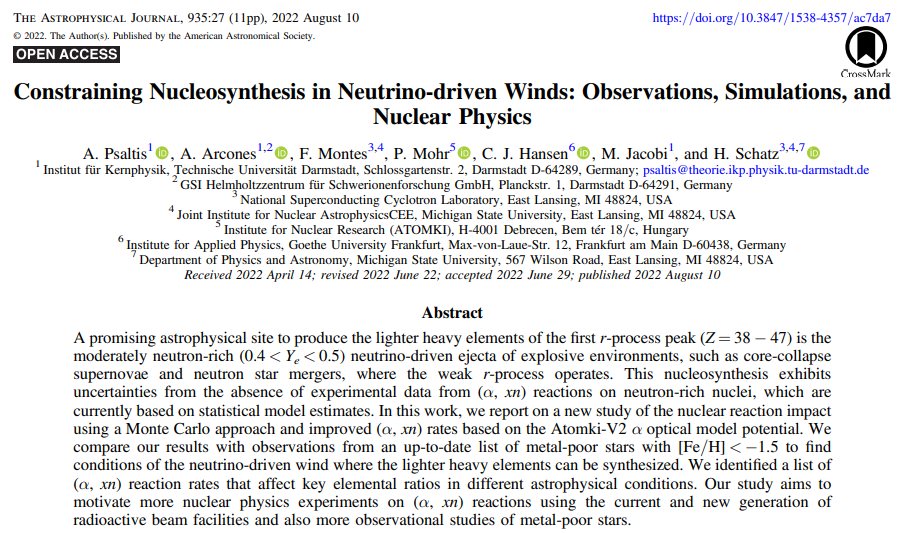 THE ASTROPHYSICAL JOURNAL, 935:27 (11pp), 2022 August 10
https://doi.org/10.3847/1538-4357/ac7da7
© 2022. The Author(s). Published by the American Astronomical Society.
OPEN ACCESS
CrossMark
Constraining Nucleosynthesis in Neutrino-driven Winds: Observations, Simulations, and
Nuclear Physics
A. Psaltis1 iD, A. Arcones1,2 iD, F. Montes3,4, P. Mohr5 iD, C. J. Hansen6 iD, M. Jacobi1, and H. Schatz3,4,7 iD
1 Institut für Kernphysik, Technische Universität Darmstadt, Schlossgartenstr. 2, Darmstadt D-64289, Germany; psaltis@theorie.ikp.physik.tu-darmstadt.de
2 GSI Helmholtzzentrum für Schwerionenforschung GmbH, Planckstr. 1, Darmstadt D-64291, Germany
3 National Superconducting Cyclotron Laboratory, East Lansing, MI 48824, USA
4 Joint Institute for Nuclear AstrophysicsCEE, Michigan State University, East Lansing, MI 48824, USA
5 Institute for Nuclear Research (ATOMKI), H-4001 Debrecen, Bem tér 18/c, Hungary
6 Institute for Applied Physics, Goethe University Frankfurt, Max-von-Laue-Str. 12, Frankfurt am Main D-60438, Germany
7 Department of Physics and Astronomy, Michigan State University, 567 Wilson Road, East Lansing, MI 48824, USA
Received 2022 April 14; revised 2022 June 22; accepted 2022 June 29; published 2022 August 10
Abstract
A promising astrophysical site to produce the lighter heavy elements of the first r-process peak (Z = 38 − 47) is the
moderately neutron-rich (0.4 < Ye < 0.5) neutrino-driven ejecta of explosive environments, such as core-collapse
supernovae and neutron star mergers, where the weak r-process operates. This nucleosynthesis exhibits
uncertainties from the absence of experimental data from (α, xn) reactions on neutron-rich nuclei, which are
currently based on statistical model estimates. In this work, we report on a new study of the nuclear reaction impact
using a Monte Carlo approach and improved (α, xn) rates based on the Atomki-V2 α optical model potential. We
compare our results with observations from an up-to-date list of metal-poor stars with [Fe/H] < −1.5 to find
conditions of the neutrino-driven wind where the lighter heavy elements can be synthesized. We identified a list of
(α, xn) reaction rates that affect key elemental ratios in different astrophysical conditions. Our study aims to
motivate more nuclear physics experiments on (α, xn) reactions using the current and new generation of
radioactive beam facilities and also more observational studies of metal-poor stars.